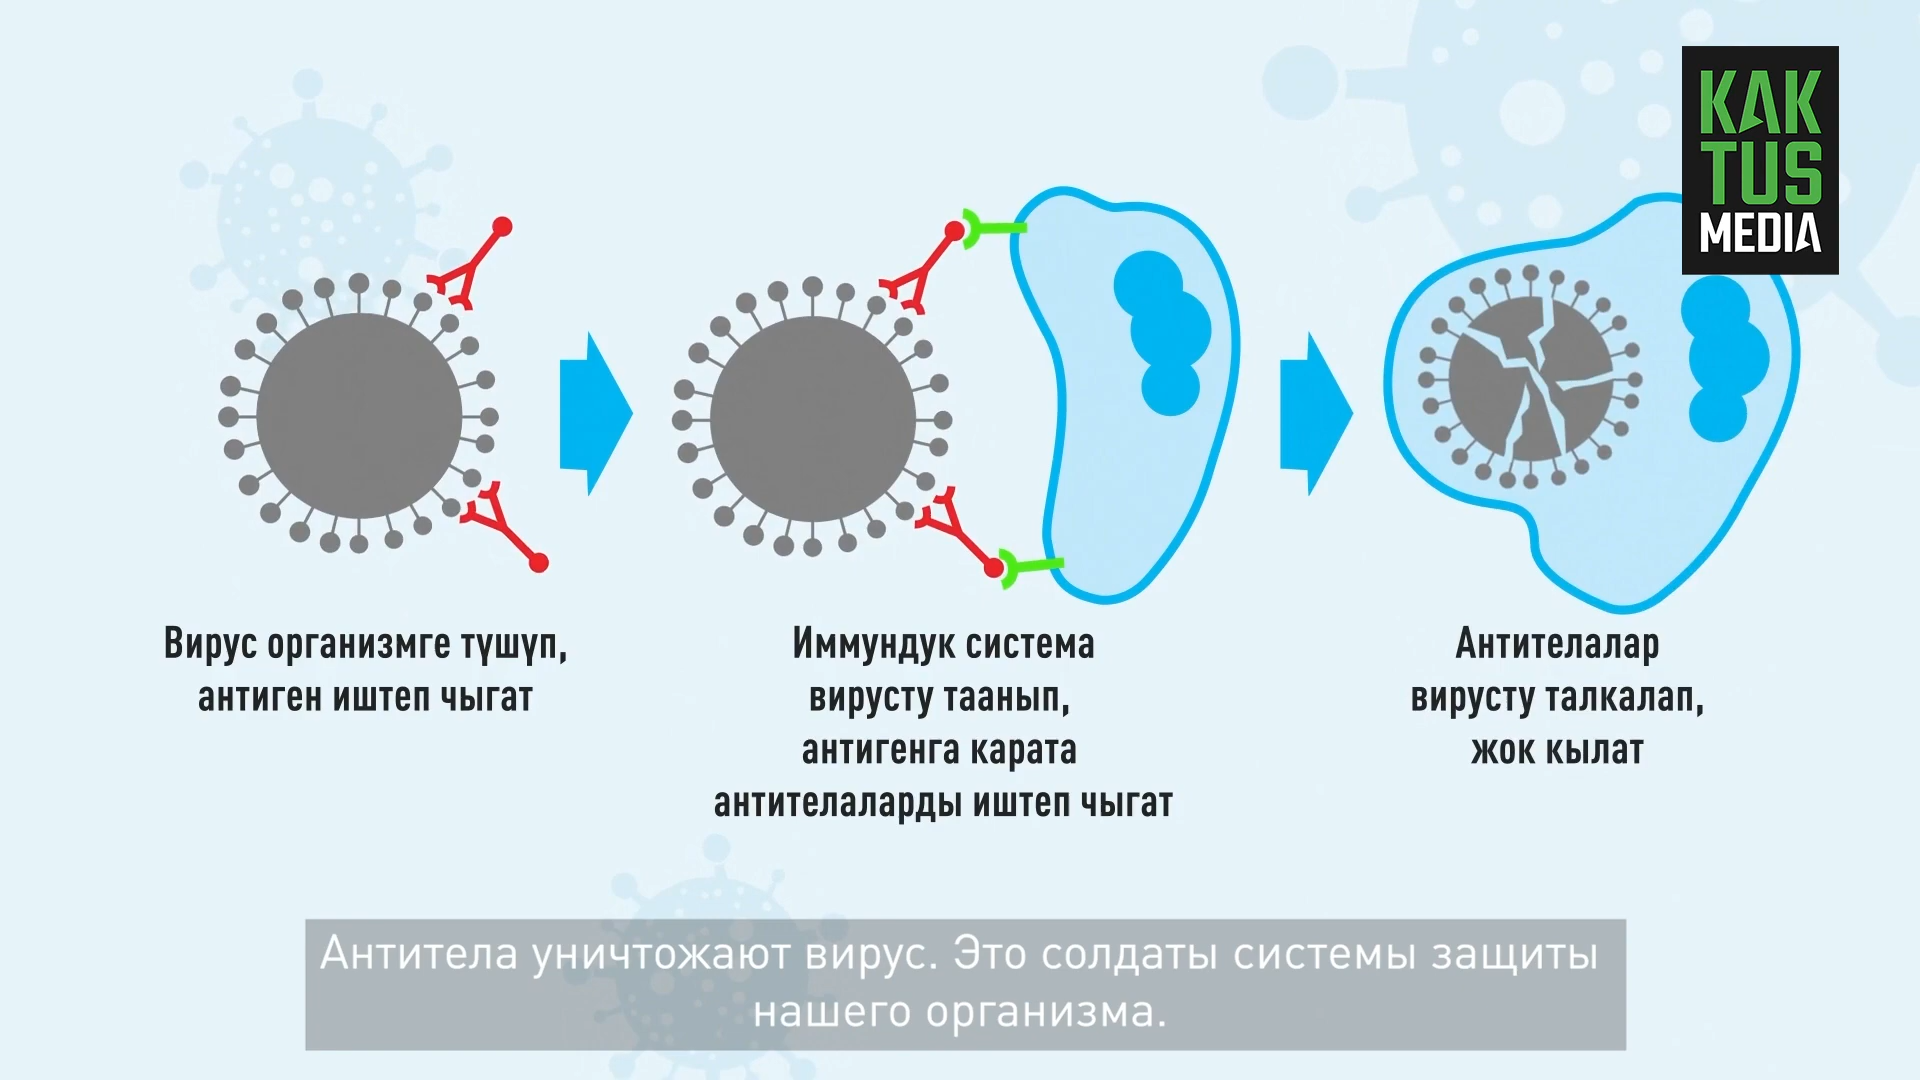 KAK
TUS
MEDIA
Вирус организмге түшүп,
антиген иштеп чыгат
Иммундук система
вирусту таанып,
антигенга карата
антителаларды иштеп чыгат
Антителалар
вирусту талкалап,
жок кылат
Антитела уничтожают вирус. Это солдаты системы защиты
нашего организма.